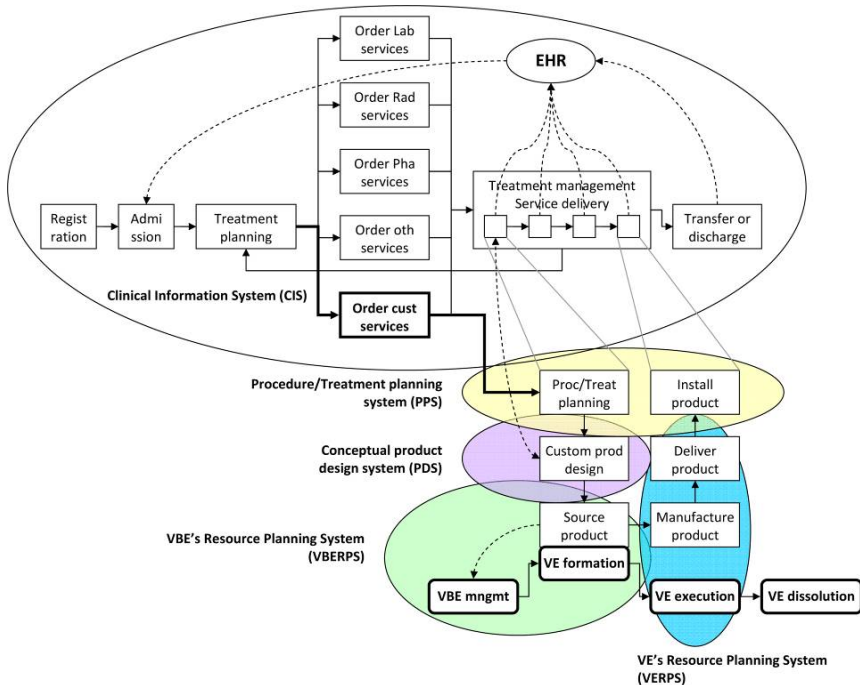 Order Lab
services
EHR
Order Rad
services
Order Pha
services
Treatment management
Service delivery
Regist
ration
Admi
ssion
Treatment
planning
Order oth
services
Transfer or
discharge
Clinical Information System (CIS)
Order cust
services
Procedure/Treatment planning
system (PPS)
Proc/Treat
planning
Install
product
Conceptual product
design system (PDS)
Custom prod
design
Deliver
product
VBE's Resource Planning System
(VBERPS)
Source
product
Manufacture
product
VE formation
VBE mngmt
VE execution
VE dissolution
VE's Resource Planning System
(VERPS)